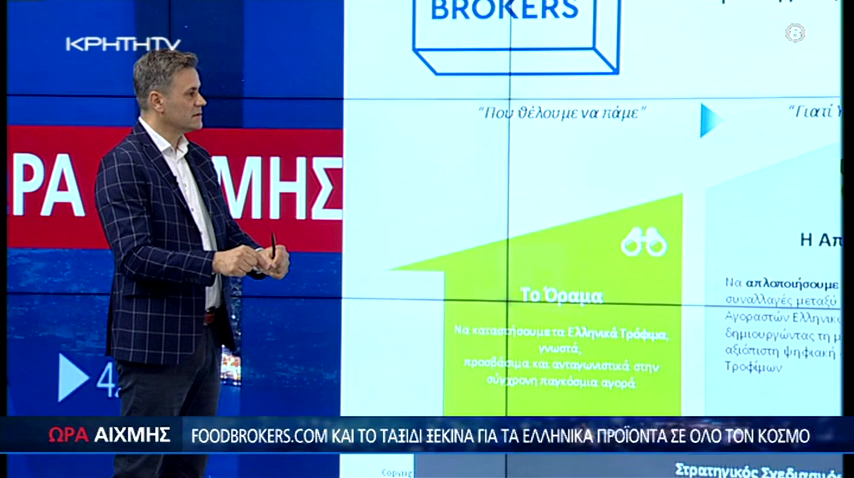 ΚΡΗΤΗTV
BROKERS
8
“Που θέλουμε να πάμε”
“Γιατί
ΡΑ
ΜΗΣ
Το Όραμα
Να καταστήσουμε τα Ελληνικά Τρόφιμα,
γνωστά,
προσβάσιμα και ανταγωνιστικά στην
σύγχρονη παγκόσμια αγορά
Η Απ
Να απλοποιήσουμε
συναλλαγές μεταξύ
Αγοραστών Ελληνικ
δημιουργώντας τη μ
αξιόπιστη ψηφιακή
Τροφίμων
ΩΡΑ ΑΙΧΜΗΣ
FOODBROKERS.COM ΚΑΙ ΤΟ ΤΑΞΙΔΙ ΞΕΚΙΝΑ ΓΙΑ ΤΑ ΕΛΛΗΝΙΚΑ ΠΡΟΪΟΝΤΑ ΣΕ ΟΛΟ ΤΟΝ ΚΟΣΜΟ
Στρατηγικός Σχεδιασμός